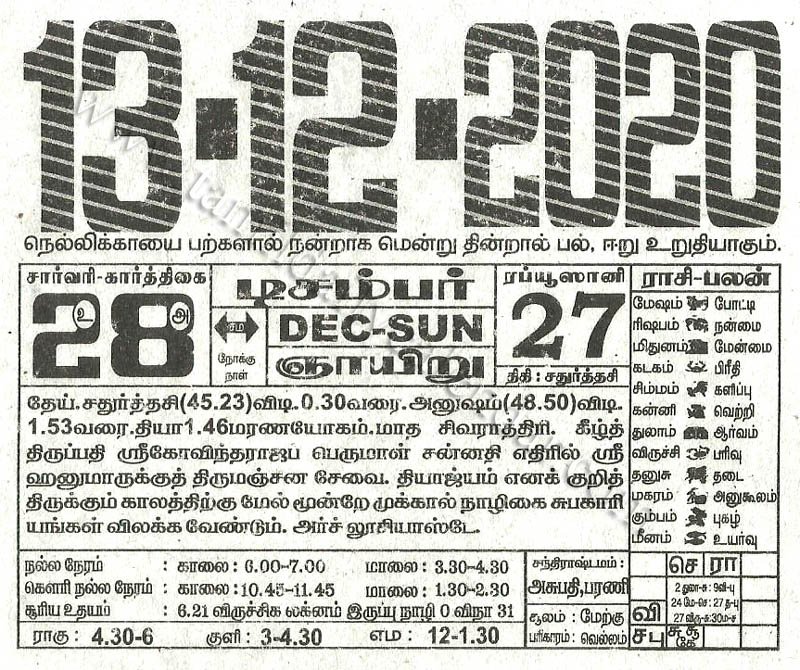 13-12-2020
நெல்லிக்காயை பற்களால் நன்றாக மென்று தின்றால் பல், ஈறு உறுதியாகும்.
சார்வரி-கார்த்திகை
28
உ அ
சம
நோக்கு
நாள்
டிசம்பர்
DEC-SUN
ஞாயிறு
ரப்யூஸானி
27
திதி : சதுர்த்தசி
ராசி-பலன்
மேஷம் போட்டி
ரிஷபம் நன்மை
மிதுனம் மேன்மை
கடகம் பிரீதி
சிம்மம் களிப்பு
கன்னி வெற்றி
துலாம் ஆர்வம்
விருச்சி பரிவு
தனுசு தடை
மகரம் அனுகூலம்
கும்பம் புகழ்
மீனம் உயர்வு
தேய்.சதுர்த்தசி(45.23)விடி.0.30வரை.அனுஷம்(48.50)விடி.
1.53வரை.தியா1.46மரணயோகம்.மாத சிவராத்திரி. கீழ்த்
திருப்பதி ஸ்ரீகோவிந்தராஜப் பெருமாள் சன்னதி எதிரில் ஸ்ரீ
ஹனுமாருக்குத் திருமஞ்சன சேவை. தியாஜ்யம் எனக் குறித்
திருக்கும் காலத்திற்கு மேல் மூன்றே முக்கால் நாழிகை சுபகாரி
யங்கள் விலக்க வேண்டும். அர்ச் லூசியாஸ்டே.
நல்ல நேரம் : காலை: 6.00-7.00 மாலை: 3.30-4.30
கௌரி நல்ல நேரம் : காலை:10.45-11.45 மாலை: 1.30-2.30
சூரிய உதயம் : 6.21 விருச்சிக லக்னம் இருப்பு நாழி 0 விநா 31
ராகு : 4.30-6 குளி : 3-4.30 எம : 12-1.30
சந்திராஷ்டமம் :
அசுபதி,பரணி
சூலம் : மேற்கு
பரிகாரம் : வெல்லம்
செ ரா
2 துலா-சு : 9வி-பு
24 மே-செ : 27 த-பு
27 விரு-சு:30ம-ச
வி
சபு சூசு
கே